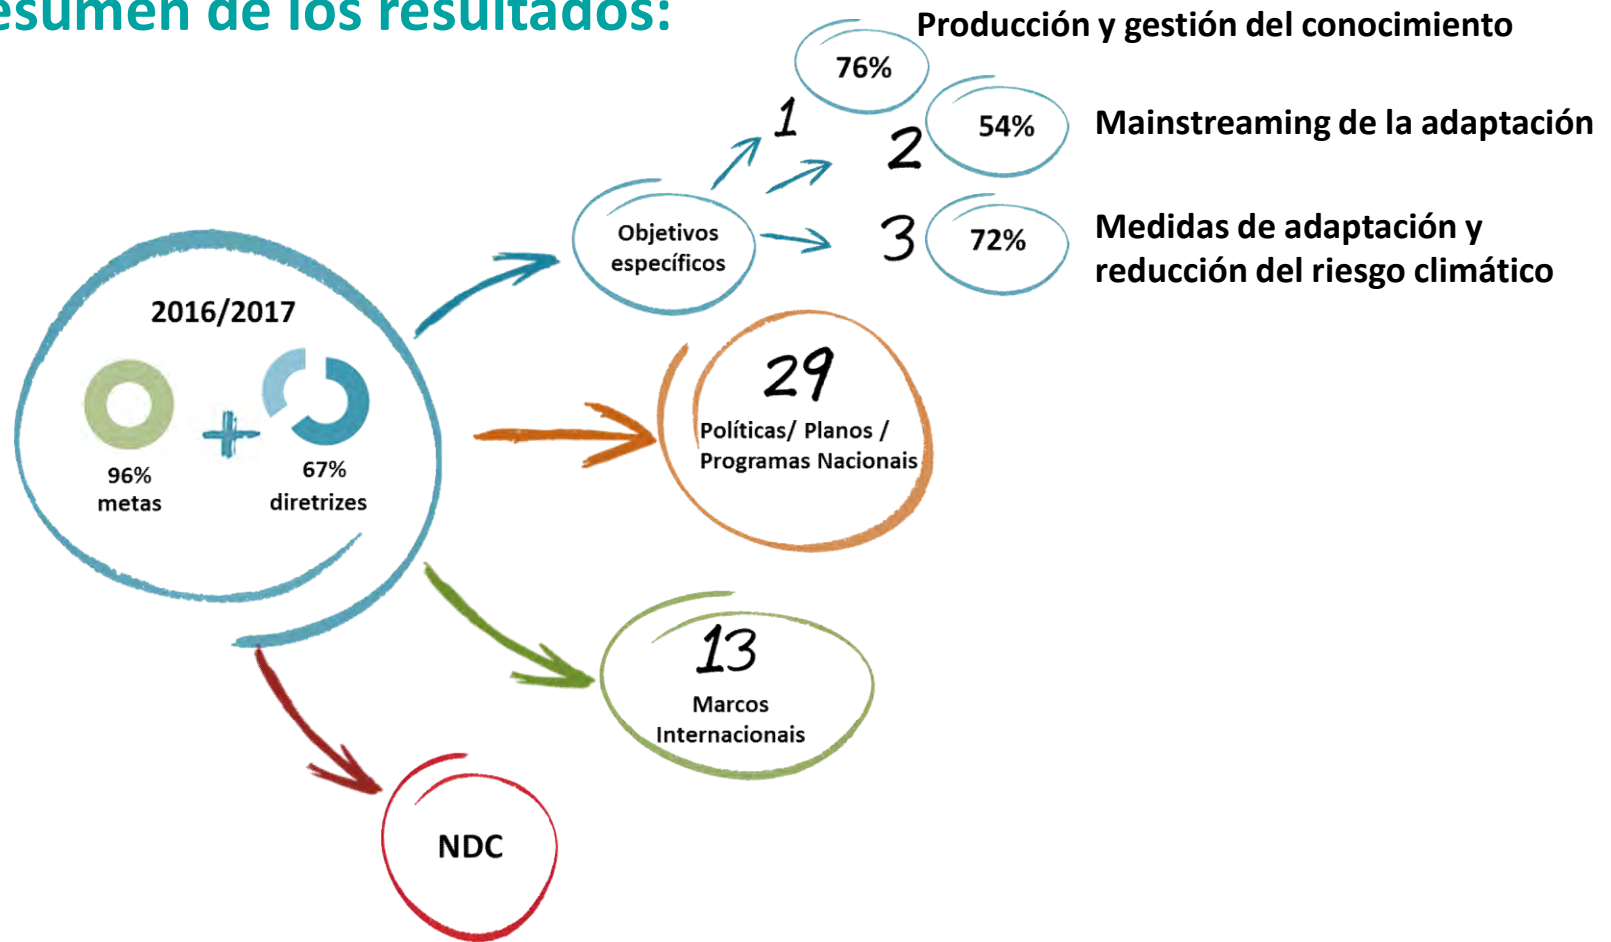 esumen de los resultados:
Producción y gestión del conocimiento
76%
1
54%
Mainstreaming de la adaptación
2
Objetivos
específicos
3
72%
Medidas de adaptación y
reducción del riesgo climático
2016/2017
96%
metas
67%
diretrizes
29
Políticas/ Planos /
Programas Nacionais
13
Marcos
Internacionais
NDC